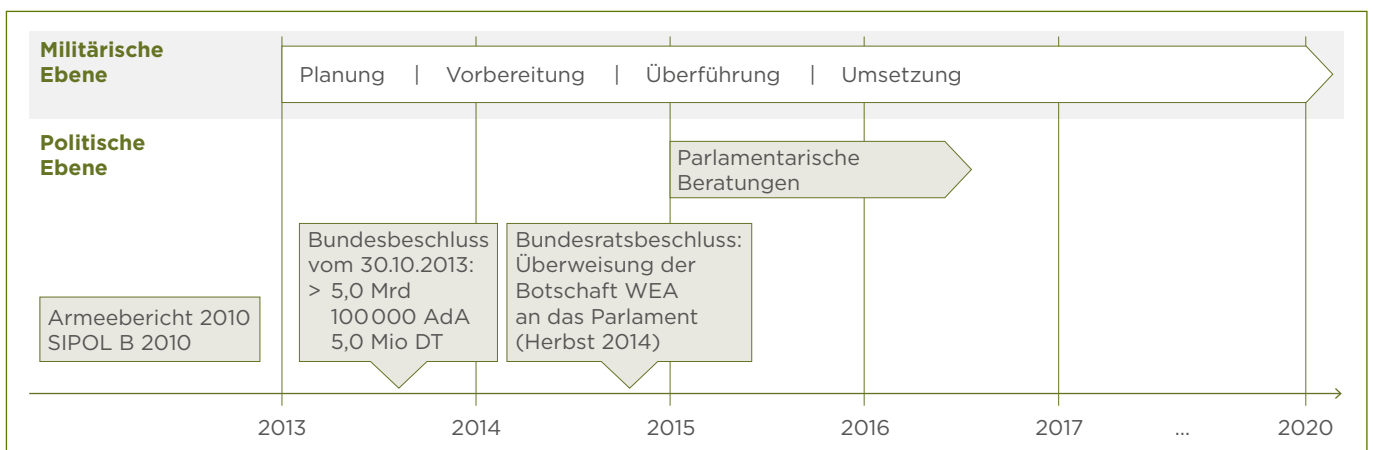 Militärische
Ebene
Planung | Vorbereitung | Überführung | Umsetzung
Politische
Ebene
Parlamentarische
Beratungen
Armeebericht 2010
SIPOL B 2010
Bundesbeschluss
vom 30.10.2013:
> 5,0 Mrd
100 000 AdA
5,0 Mio DT
Bundesratsbeschluss:
Überweisung der
Botschaft WEA
an das Parlament
(Herbst 2014)
2013 2014 2015 2016 2017 ... 2020